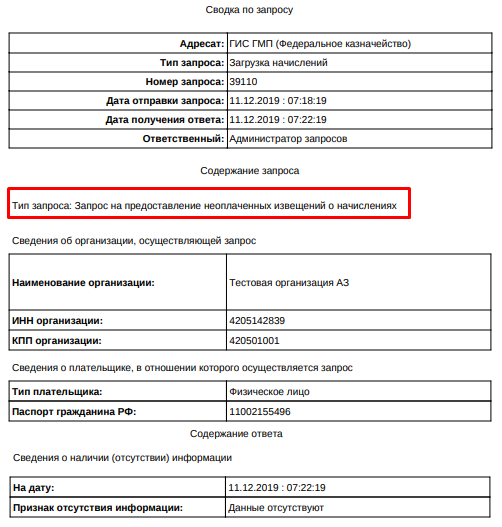 Сводка по запросу
Адресат: ГИС ГМП (Федеральное казначейство)
Тип запроса: Загрузка начислений
Номер запроса: 39110
Дата отправки запроса: 11.12.2019 : 07:18:19
Дата получения ответа: 11.12.2019 : 07:22:19
Ответственный: Администратор запросов
Содержание запроса
Тип запроса: Запрос на предоставление неоплаченных извещений о начислениях
Сведения об организации, осуществляющей запрос
Наименование организации: Тестовая организация АЗ
ИНН организации: 4205142839
КПП организации: 420501001
Сведения о плательщике, в отношении которого осуществляется запрос
Тип плательщика: Физическое лицо
Паспорт гражданина РФ: 11002155496
Содержание ответа
Сведения о наличии (отсутствии) информации
На дату: 11.12.2019 : 07:22:19
Признак отсутствия информации: Данные отсутствуют